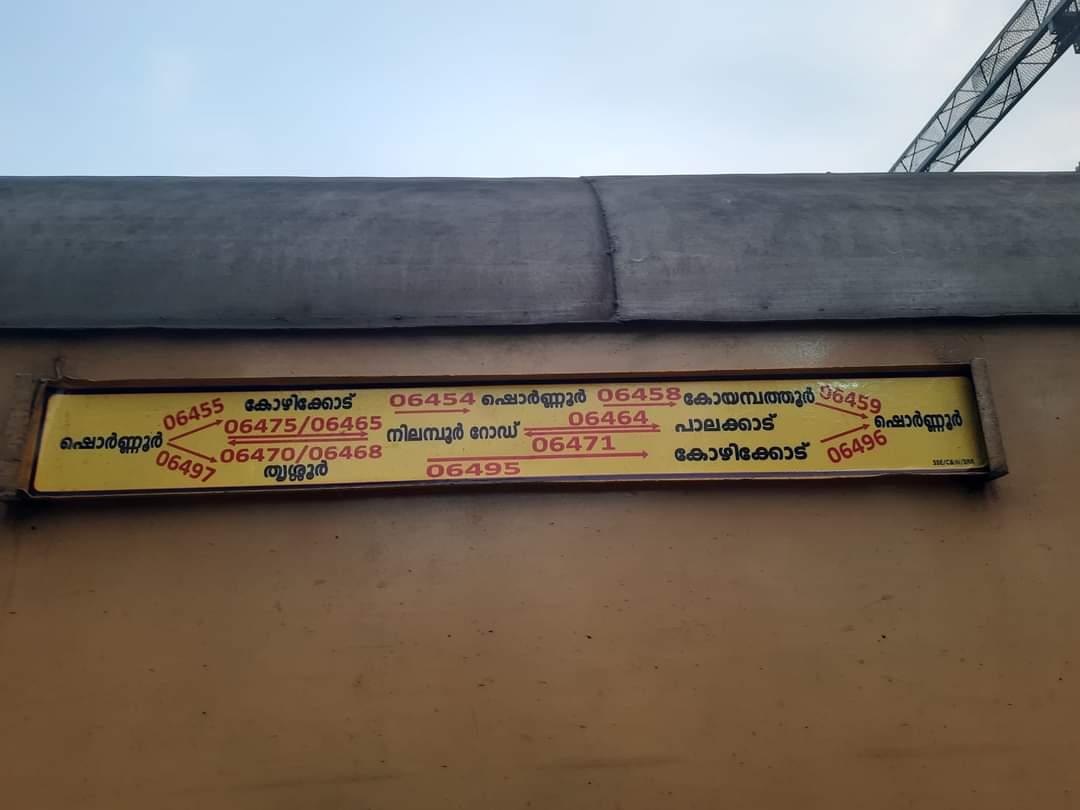 06455 കോഴിക്കോട് 06454 ഷൊർണ്ണൂർ 06458 കോയമ്പത്തൂർ 06459
ഷൊർണ്ണൂർ 06475/06465 നിലമ്പൂർ റോഡ് 06464 പാലക്കാട് ഷൊർണ്ണൂർ
06470/06468 06471 കോഴിക്കോട് 06496
06497 തൃശ്ശൂർ 06495